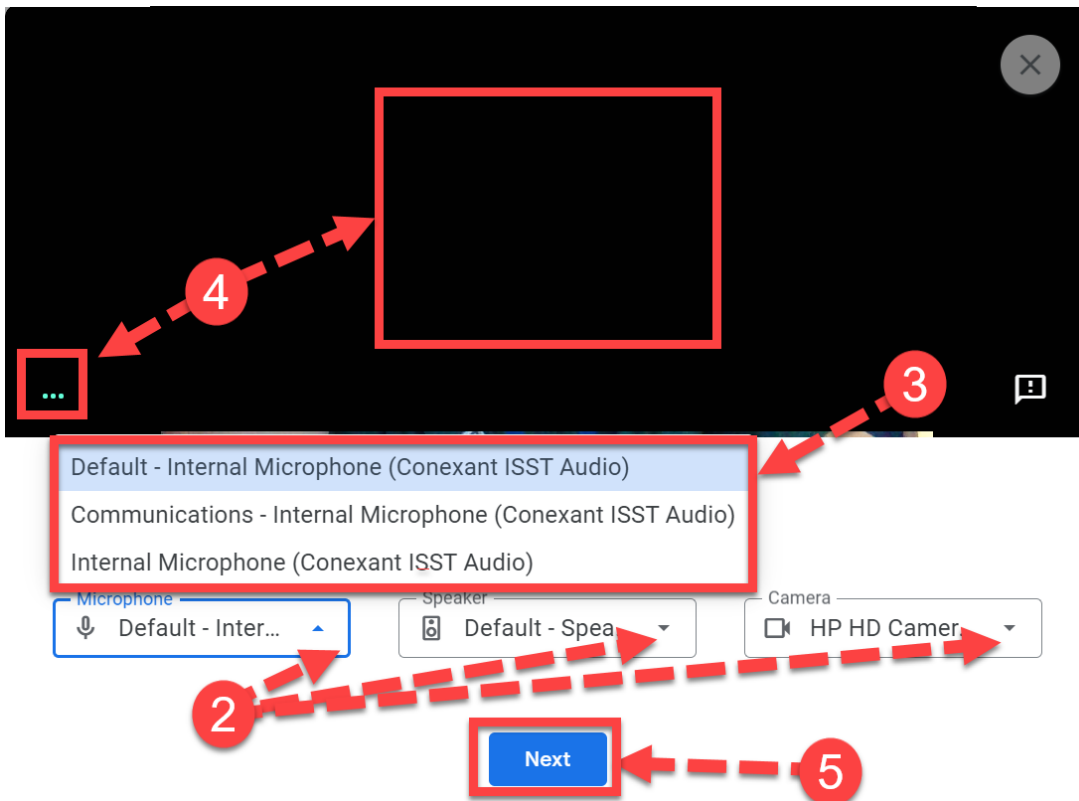 4
3
...
Default - Internal Microphone (Conexant ISST Audio)
Communications - Internal Microphone (Conexant ISST Audio)
Internal Microphone (Conexant ISST Audio)
Microphone
Speaker
Camera
Default - Inter...
Default - Spea
HP HD Camer.
2
Next
5